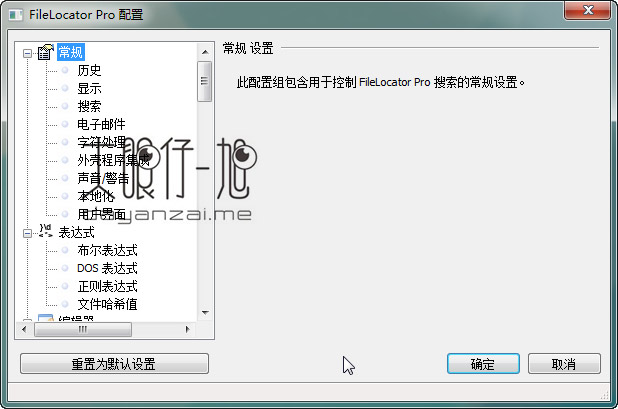 FileLocator Pro 配置
常规
历史
显示
搜索
电子邮件
字符处理
外壳程序集成
声音/警告
本地化
用户界面
表达式
布尔表达式
DOS 表达式
正则表达式
文件哈希值
编辑器
常规 设置
此配置组包含用于控制 FileLocator Pro 搜索的常规设置。
大眼仔~旭
yanzai.me
重置为默认设置
确定
取消